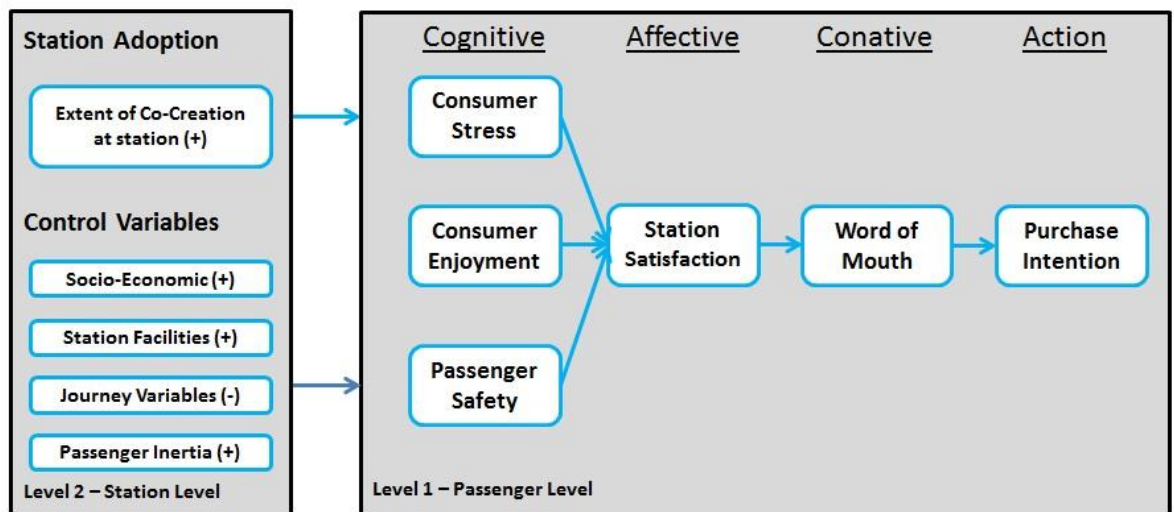 Station Adoption
Extent of Co-Creation
at station (+)
Control Variables
Socio-Economic (+)
Station Facilities (+)
Journey Variables (-)
Passenger Inertia (+)
Level 2 – Station Level
Cognitive
Affective
Conative
Action
Consumer
Stress
Consumer
Enjoyment
Passenger
Safety
Station
Satisfaction
Word of
Mouth
Purchase
Intention
Level 1 – Passenger Level